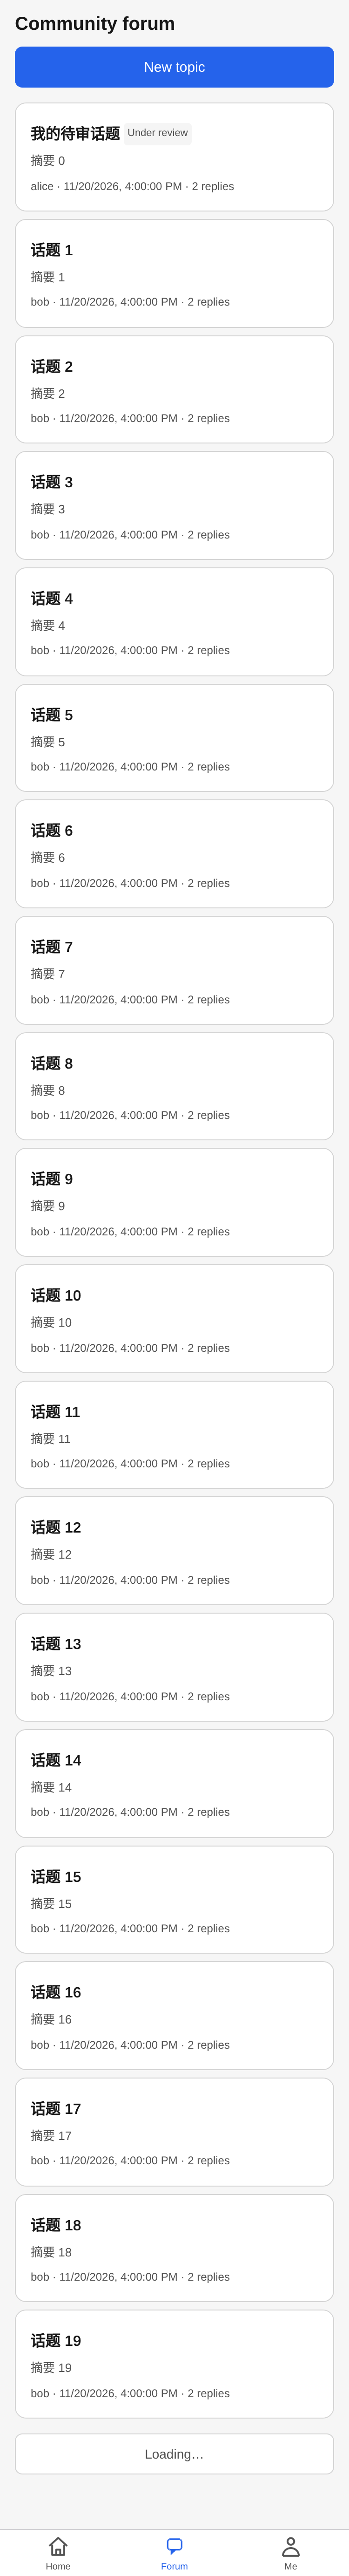 Community forum
New topic
我的待审话题 Under review
摘要 0
alice · 11/20/2026, 4:00:00 PM · 2 replies
话题 1
摘要 1
bob · 11/20/2026, 4:00:00 PM · 2 replies
话题 2
摘要 2
bob · 11/20/2026, 4:00:00 PM · 2 replies
话题 3
摘要 3
bob · 11/20/2026, 4:00:00 PM · 2 replies
话题 4
摘要 4
bob · 11/20/2026, 4:00:00 PM · 2 replies
话题 5
摘要 5
bob · 11/20/2026, 4:00:00 PM · 2 replies
话题 6
摘要 6
bob · 11/20/2026, 4:00:00 PM · 2 replies
话题 7
摘要 7
bob · 11/20/2026, 4:00:00 PM · 2 replies
话题 8
摘要 8
bob · 11/20/2026, 4:00:00 PM · 2 replies
话题 9
摘要 9
bob · 11/20/2026, 4:00:00 PM · 2 replies
话题 10
摘要 10
bob · 11/20/2026, 4:00:00 PM · 2 replies
话题 11
摘要 11
bob · 11/20/2026, 4:00:00 PM · 2 replies
话题 12
摘要 12
bob · 11/20/2026, 4:00:00 PM · 2 replies
话题 13
摘要 13
bob · 11/20/2026, 4:00:00 PM · 2 replies
话题 14
摘要 14
bob · 11/20/2026, 4:00:00 PM · 2 replies
话题 15
摘要 15
bob · 11/20/2026, 4:00:00 PM · 2 replies
话题 16
摘要 16
bob · 11/20/2026, 4:00:00 PM · 2 replies
话题 17
摘要 17
bob · 11/20/2026, 4:00:00 PM · 2 replies
话题 18
摘要 18
bob · 11/20/2026, 4:00:00 PM · 2 replies
话题 19
摘要 19
bob · 11/20/2026, 4:00:00 PM · 2 replies
Loading…
Home Forum Me